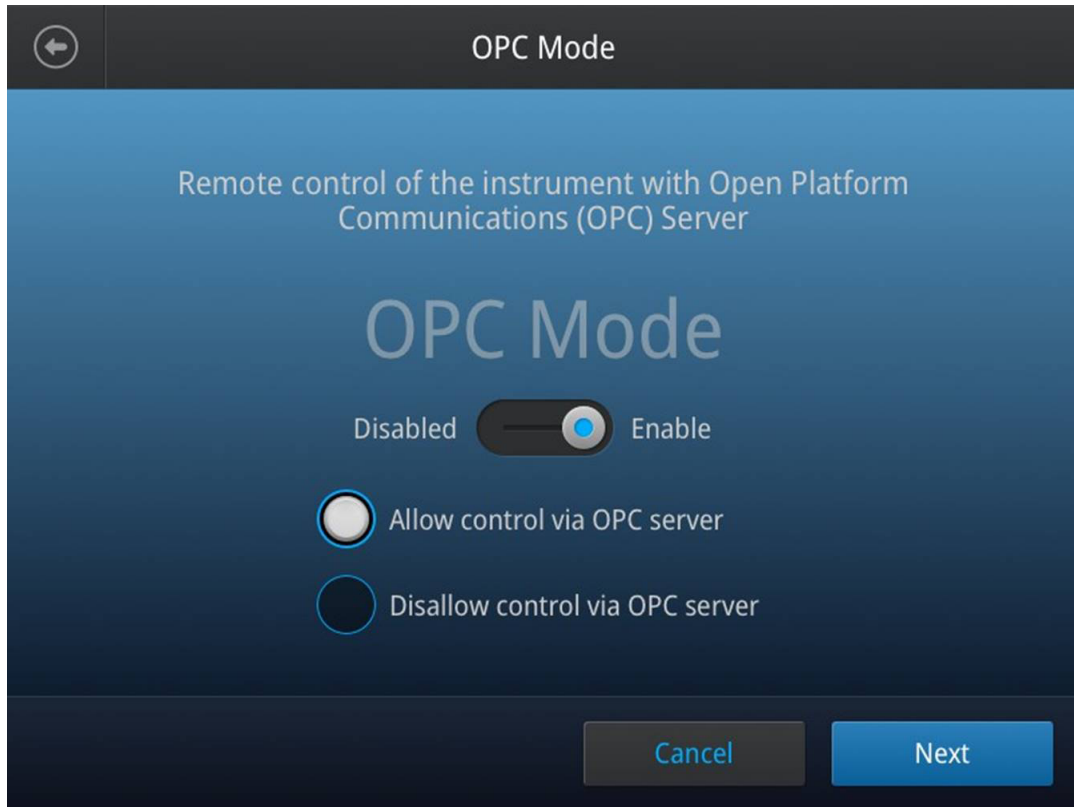 OPC Mode
Remote control of the instrument with Open Platform
Communications (OPC) Server
OPC Mode
Disabled Enable
Allow control via OPC server
Disallow control via OPC server
Cancel Next